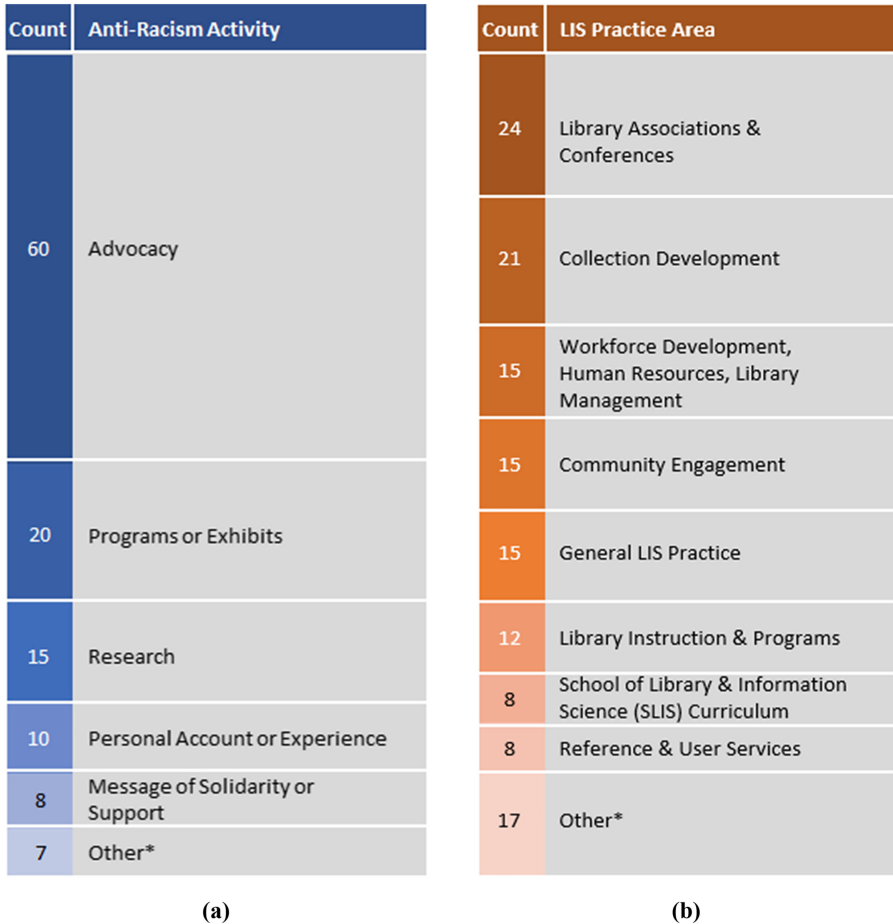 Count Anti-Racism Activity
60 Advocacy
20 Programs or Exhibits
15 Research
10 Personal Account or Experience
8 Message of Solidarity or
Support
7 Other*
(a)
Count LIS Practice Area
24 Library Associations &
Conferences
21 Collection Development
15 Workforce Development,
Human Resources, Library
Management
15 Community Engagement
15 General LIS Practice
12 Library Instruction & Programs
8 School of Library & Information
Science (SLIS) Curriculum
8 Reference & User Services
17 Other*
(b)